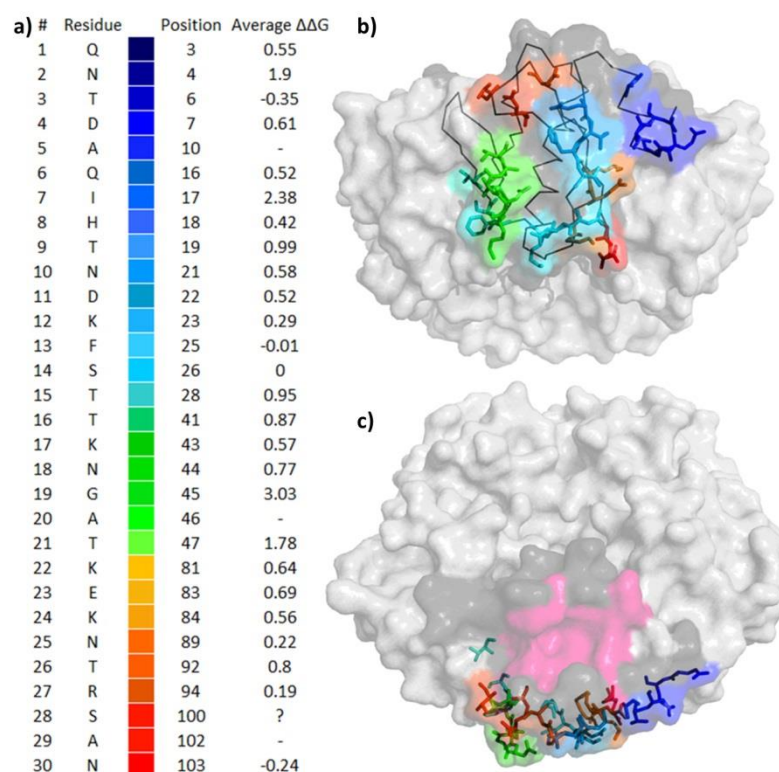 a) # Residue Position Average ΔΔG
1 Q 3 0.55
2 N 4 1.9
3 T 6 -0.35
4 D 7 0.61
5 A 10 -
6 Q 16 0.52
7 I 17 2.38
8 H 18 0.42
9 T 19 0.99
10 N 21 0.58
11 D 22 0.52
12 K 23 0.29
13 F 25 -0.01
14 S 26 0
15 T 28 0.95
16 T 41 0.87
17 K 43 0.57
18 N 44 0.77
19 G 45 3.03
20 A 46 -
21 T 47 1.78
22 K 81 0.64
23 E 83 0.69
24 K 84 0.56
25 N 89 0.22
26 T 92 0.8
27 R 94 0.19
28 S 100 ?
29 A 102 -
30 N 103 -0.24
b)
c)